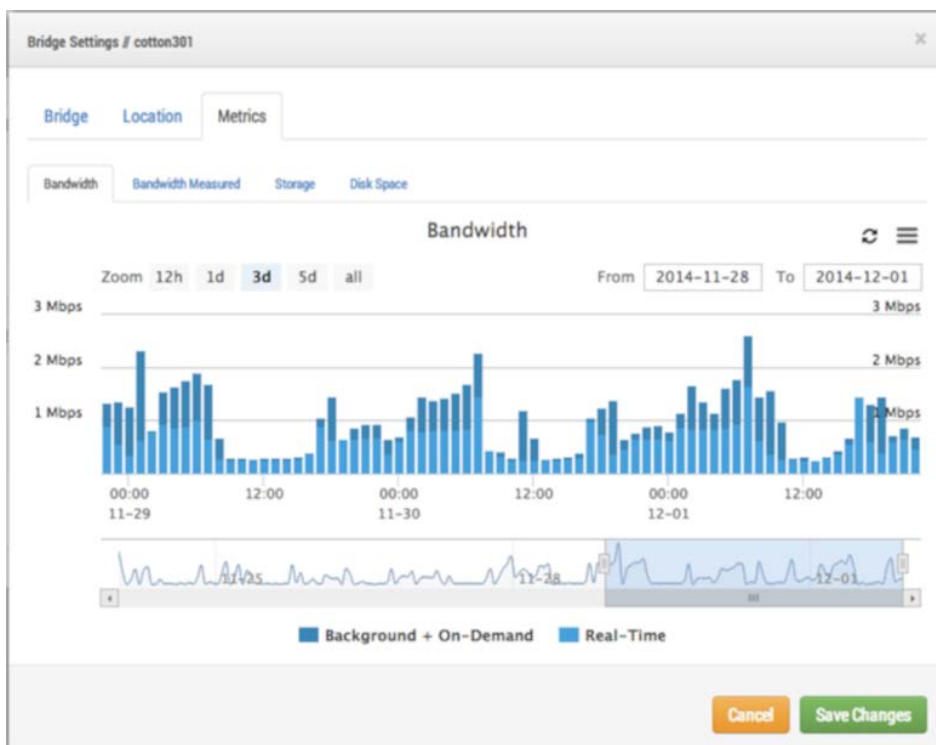 Bridge Settings // cotton301 ×
Bridge Location Metrics
Bandwidth Bandwidth Measured Storage Disk Space
Bandwidth
Zoom 12h 1d 3d 5d all From 2014-11-28 To 2014-12-01
3 Mbps 3 Mbps
2 Mbps 2 Mbps
1 Mbps 1 Mbps
00:00 12:00 00:00 12:00 00:00 12:00
11-29 11-30 12-01
11-25 11-28 12-01
Background + On-Demand Real-Time
Cancel Save Changes